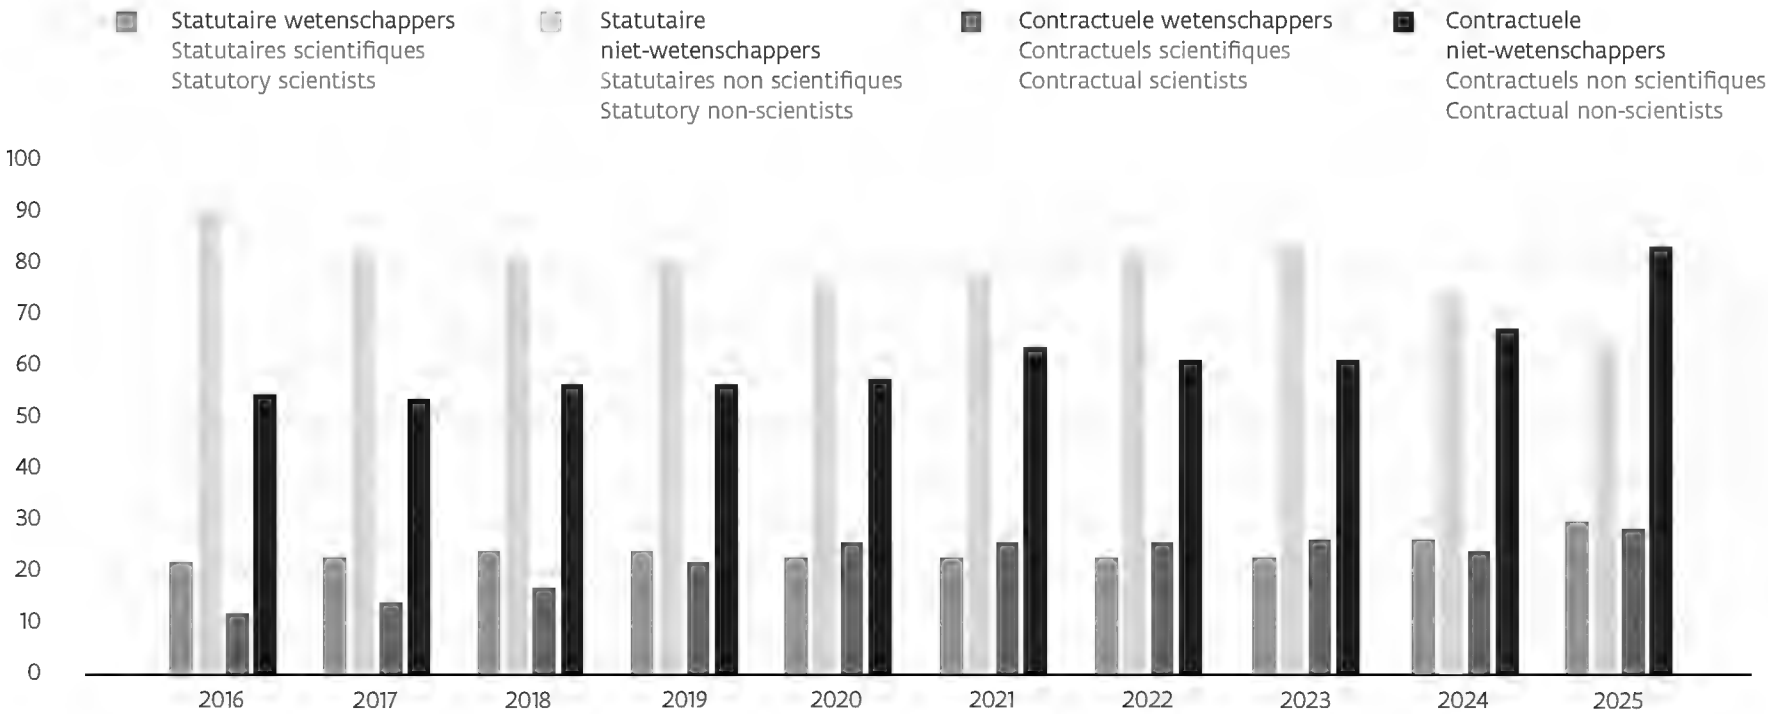 Statutaire wetenschappers
Statutaires scientifiques
Statutory scientists
Statutaire
niet-wetenschappers
Statutaires non scientifiques
Statutory non-scientists
Contractuele wetenschappers
Contractuels scientifiques
Contractual scientists
Contractuele
niet-wetenschappers
Contractuels non scientifiques
Contractual non-scientists
100
90
80
70
60
50
40
30
20
10
0
2016 2017 2018 2019 2020 2021 2022 2023 2024 2025